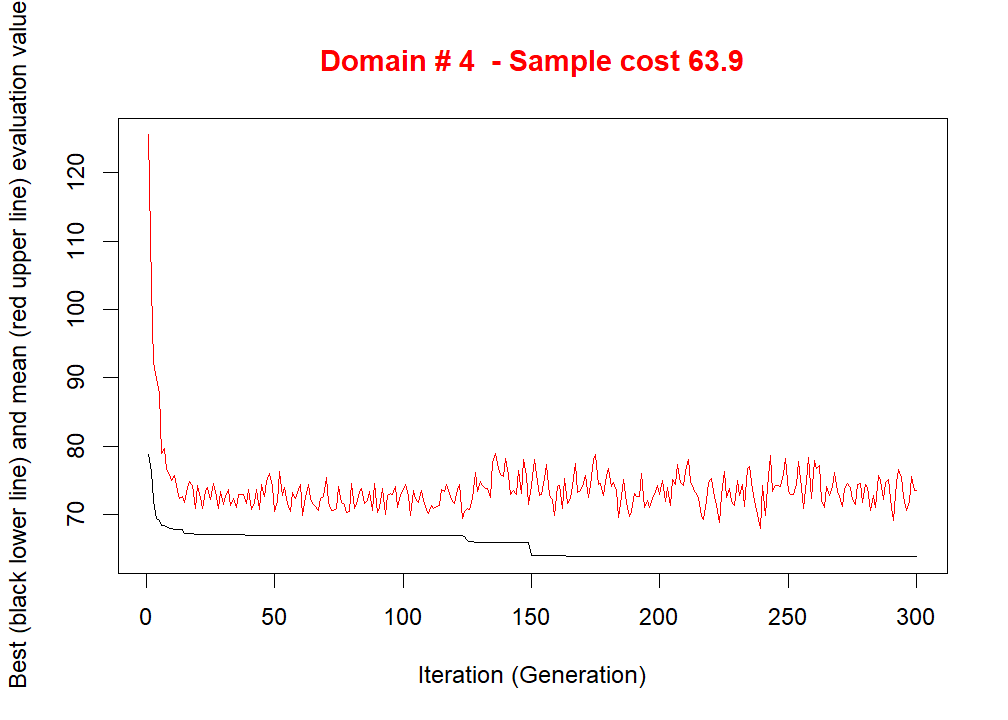 Domain # 4  - Sample cost 63.9
Best (black lower line) and mean (red upper line) evaluation value
120
110
100
90
80
70
0 50 100 150 200 250 300
Iteration (Generation)